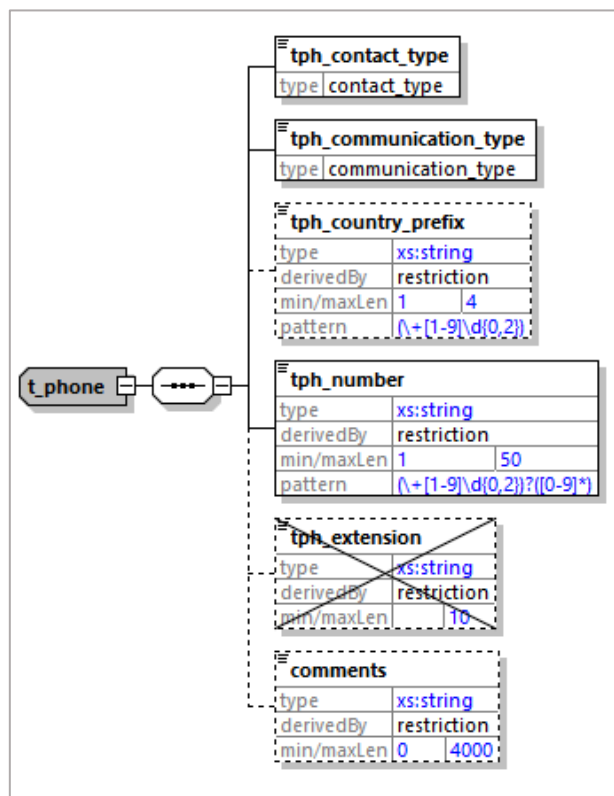 tph_contact_type
type contact_type
tph_communication_type
type communication_type
tph_country_prefix
type xs:string
derivedBy restriction
min/maxLen 1 4
pattern (\+[1-9]\d{0,2})
t_phone
tph_number
type xs:string
derivedBy restriction
min/maxLen 1 50
pattern (\+[1-9]\d{0,2})?([0-9]*)
tph_extension
type xs:string
derivedBy restriction
min/maxLen 10
comments
type xs:string
derivedBy restriction
min/maxLen 0 4000